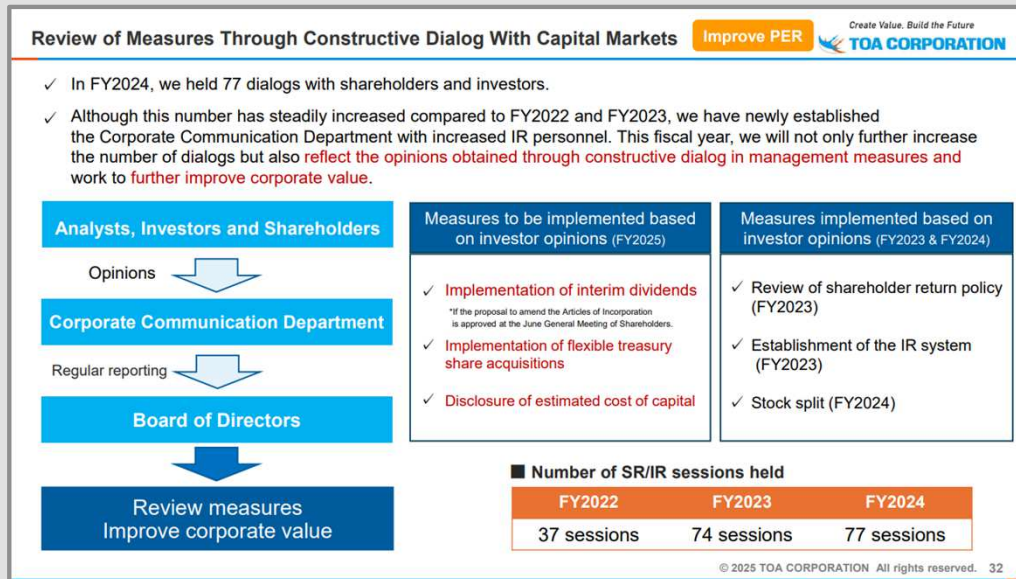 Review of Measures Through Constructive Dialog With Capital Markets
Improve PER
Create Value. Build the Future
TOA CORPORATION
✓ In FY2024, we held 77 dialogs with shareholders and investors.
✓ Although this number has steadily increased compared to FY2022 and FY2023, we have newly established
the Corporate Communication Department with increased IR personnel. This fiscal year, we will not only further increase
the number of dialogs but also reflect the opinions obtained through constructive dialog in management measures and
work to further improve corporate value.
Analysts, Investors and Shareholders
Opinions
Corporate Communication Department
Regular reporting
Board of Directors
Review measures
Improve corporate value
Measures to be implemented based
on investor opinions (FY2025)
✓ Implementation of interim dividends
*If the proposal to amend the Articles of Incorporation
is approved at the June General Meeting of Shareholders.
✓ Implementation of flexible treasury
share acquisitions
✓ Disclosure of estimated cost of capital
Measures implemented based on
investor opinions (FY2023 & FY2024)
✓ Review of shareholder return policy
(FY2023)
✓ Establishment of the IR system
(FY2023)
✓ Stock split (FY2024)
■ Number of SR/IR sessions held
FY2022 FY2023 FY2024
37 sessions 74 sessions 77 sessions
© 2025 TOA CORPORATION All rights reserved. 32